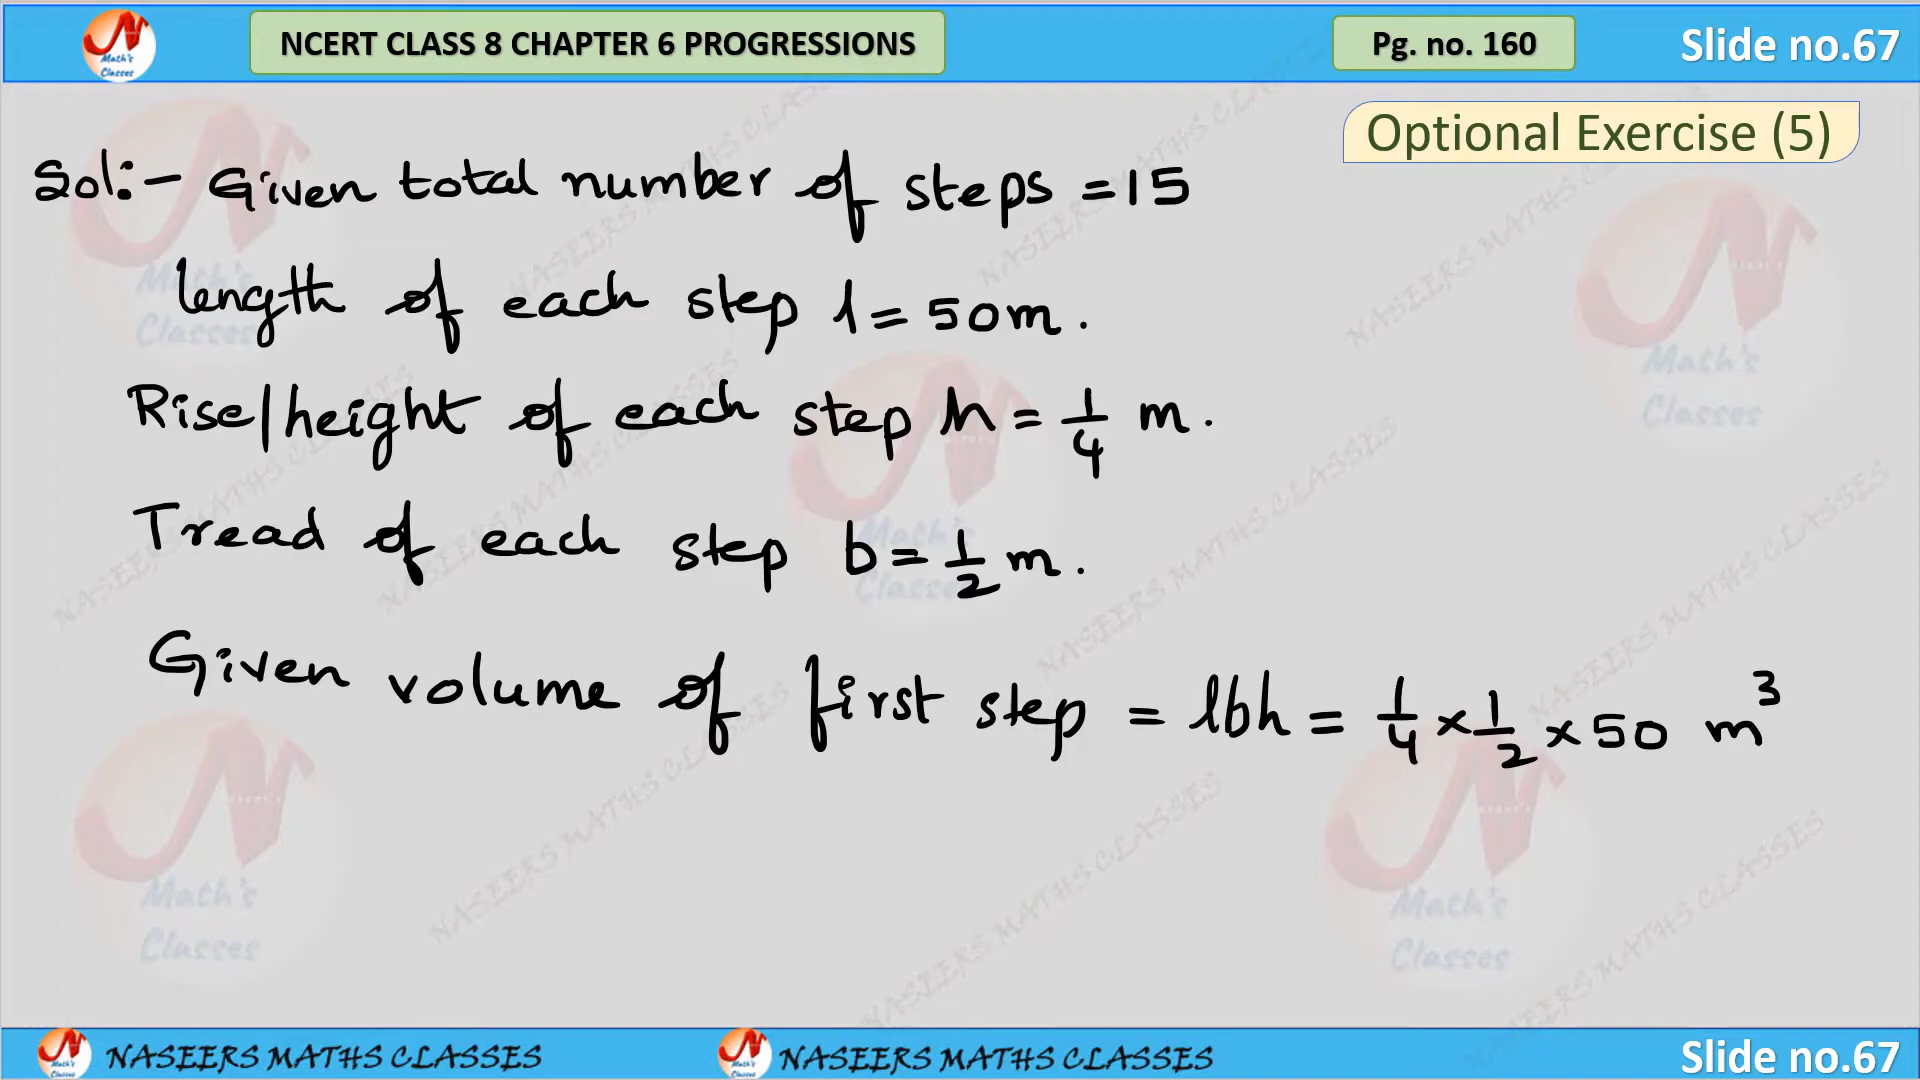 Math's Classes
NCERT CLASS 8 CHAPTER 6 PROGRESSIONS
Pg. no. 160
Slide no.67
Optional Exercise (5)
Sol:- Given total number of steps =15
length of each step l = 50m.
Rise/height of each step h = 1/4 m.
Tread of each step b = 1/2 m.
Given volume of first step = lbh = 1/4 × 1/2 × 50 m³
NASEERS MATHS CLASSES
NASEERS MATHS CLASSES
Slide no.67